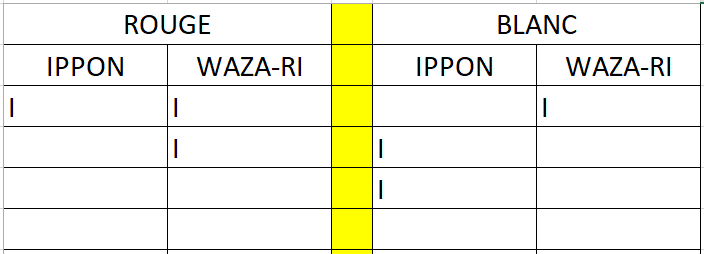 ROUGE BLANC
IPPON WAZA-RI IPPON WAZA-RI
I I I
I I
I